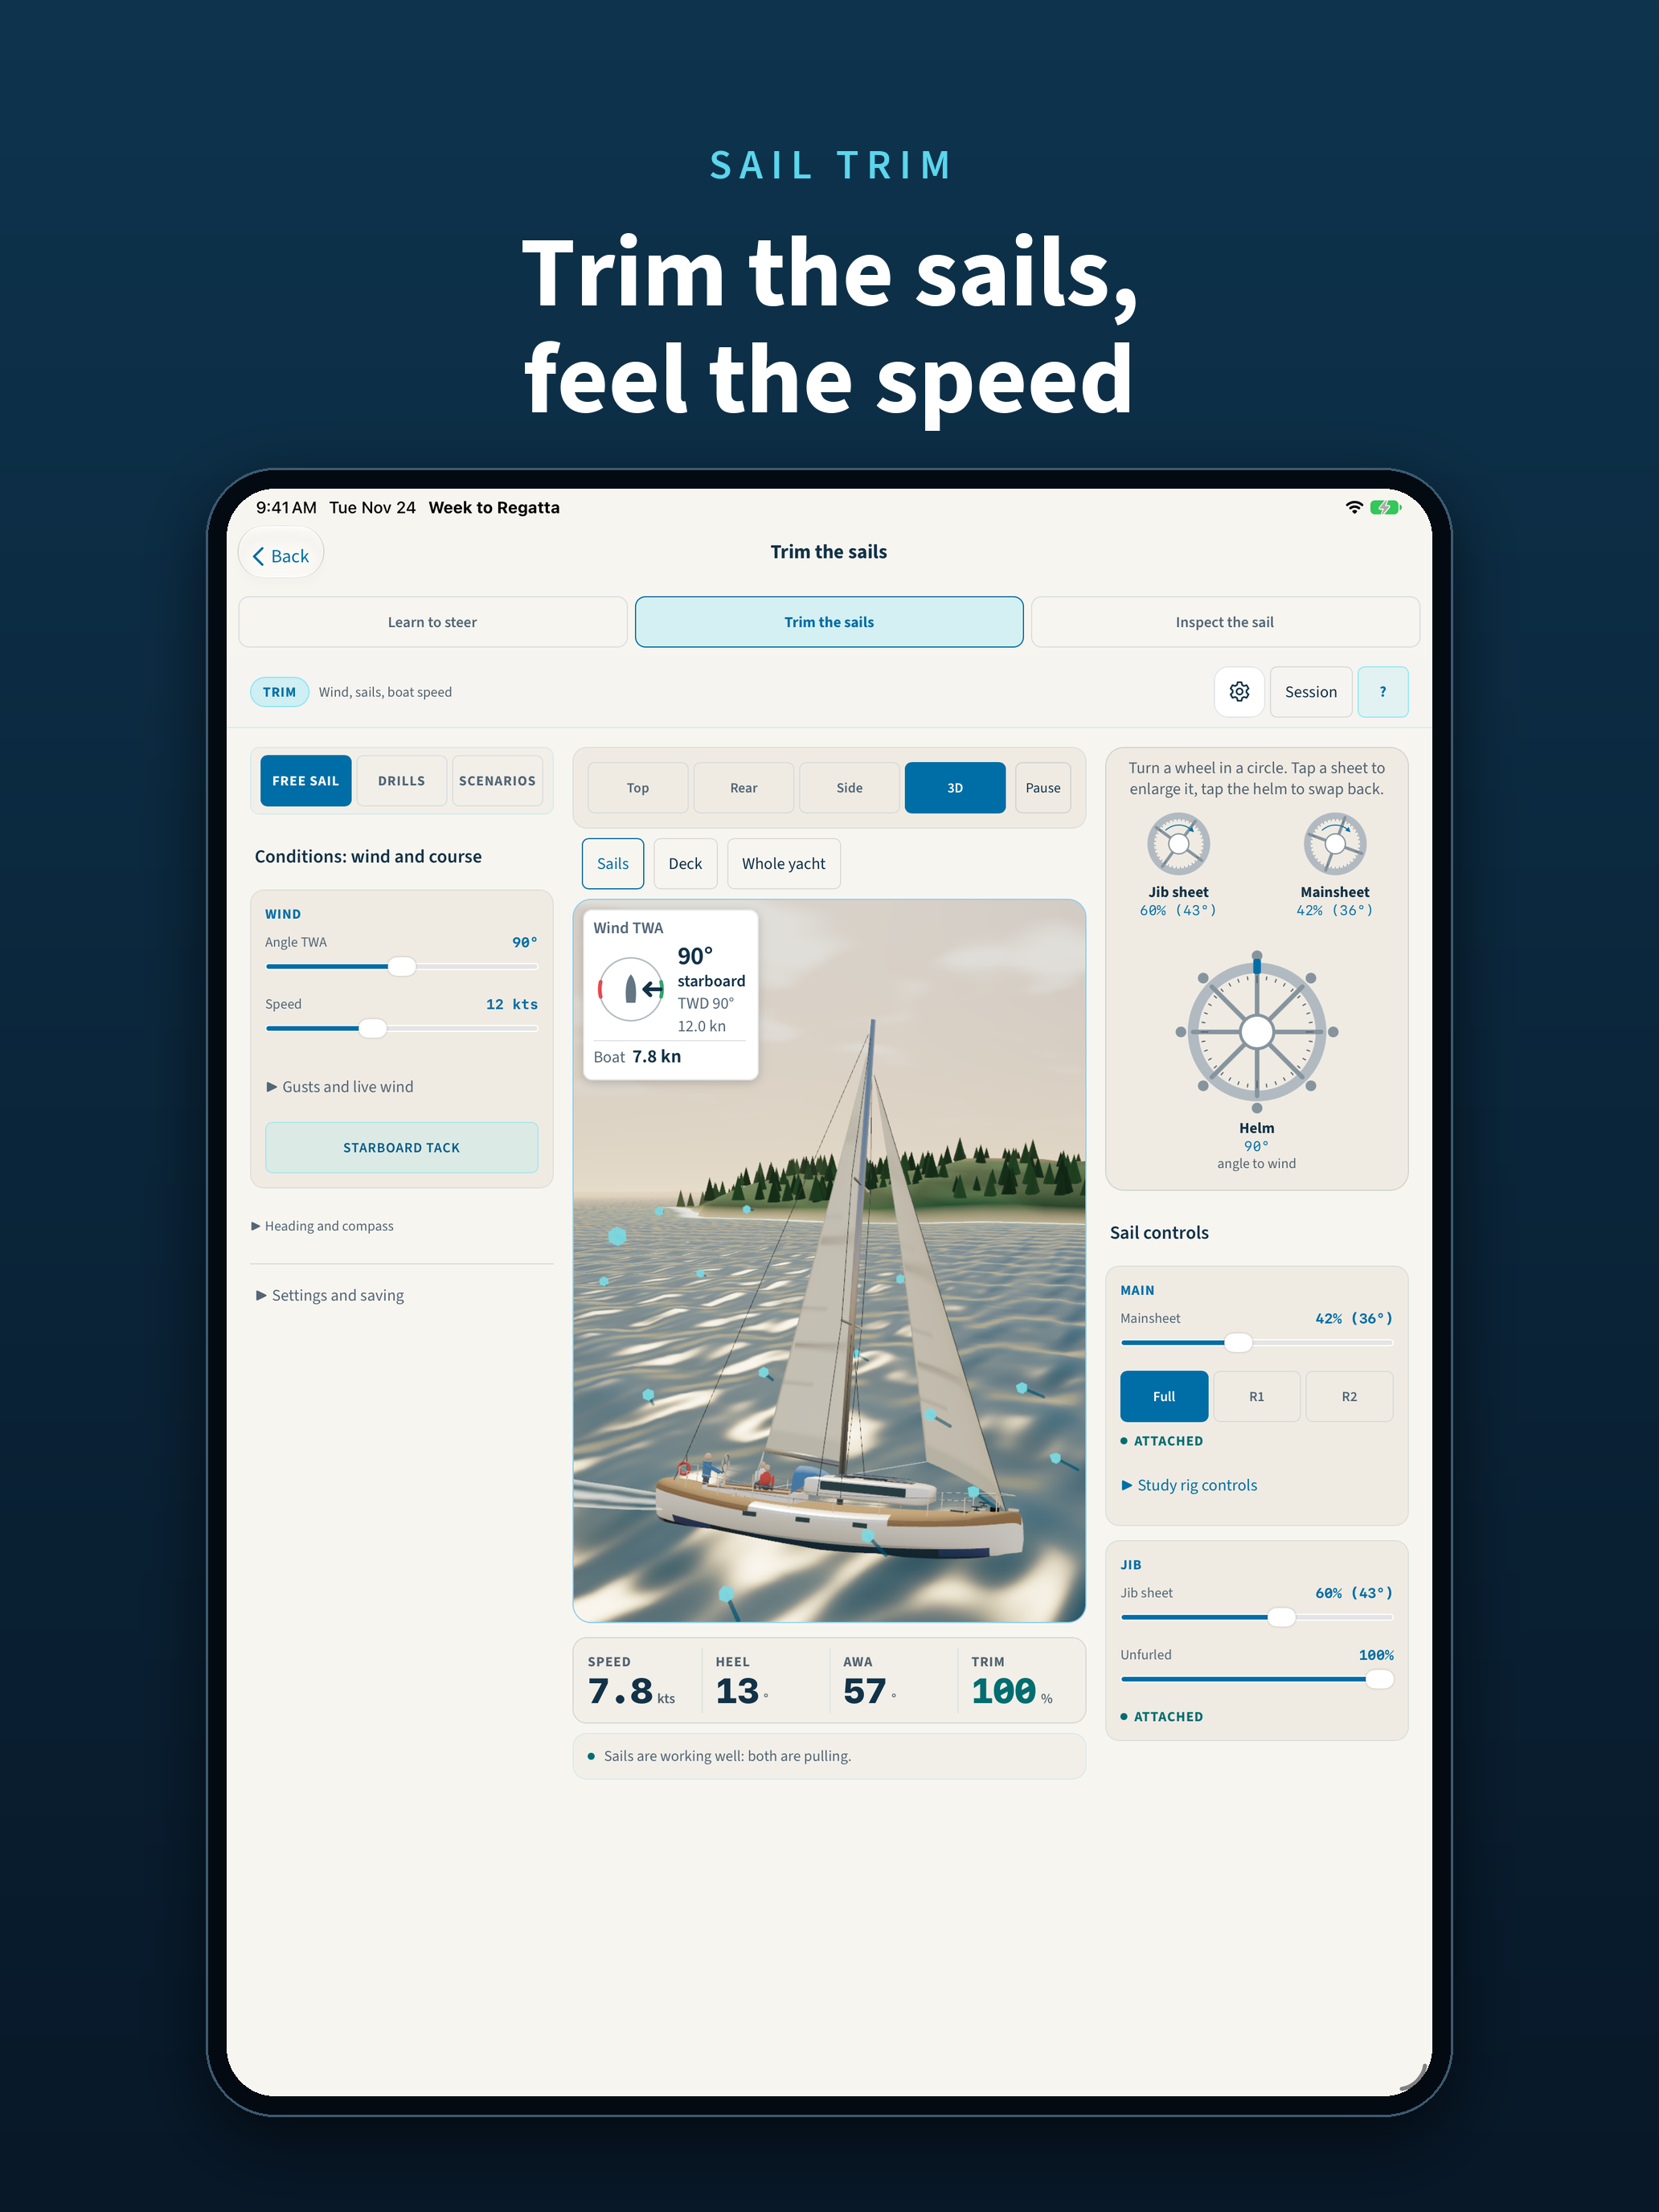 SAIL TRIM
Trim the sails,
feel the speed
9:41 AM Tue Nov 24 Week to Regatta
Back
Trim the sails
Learn to steer
Trim the sails
Inspect the sail
TRIM Wind, sails, boat speed
Session
?
FREE SAIL
DRILLS
SCENARIOS
Conditions: wind and course
WIND
Angle TWA 90°
Speed 12 kts
Gusts and live wind
STARBOARD TACK
Heading and compass
Settings and saving
Top
Rear
Side
3D
Pause
Sails
Deck
Whole yacht
Wind TWA
90°
starboard
TWD 90°
12.0 kn
Boat 7.8 kn
SPEED
7.8 kts
HEEL
13 °
AWA
57 °
TRIM
100 %
Sails are working well: both are pulling.
Turn a wheel in a circle. Tap a sheet to
enlarge it, tap the helm to swap back.
Jib sheet
60% (43°)
Mainsheet
42% (36°)
Helm
90°
angle to wind
Sail controls
MAIN
Mainsheet 42% (36°)
Full
R1
R2
ATTACHED
Study rig controls
JIB
Jib sheet 60% (43°)
Unfurled 100%
ATTACHED